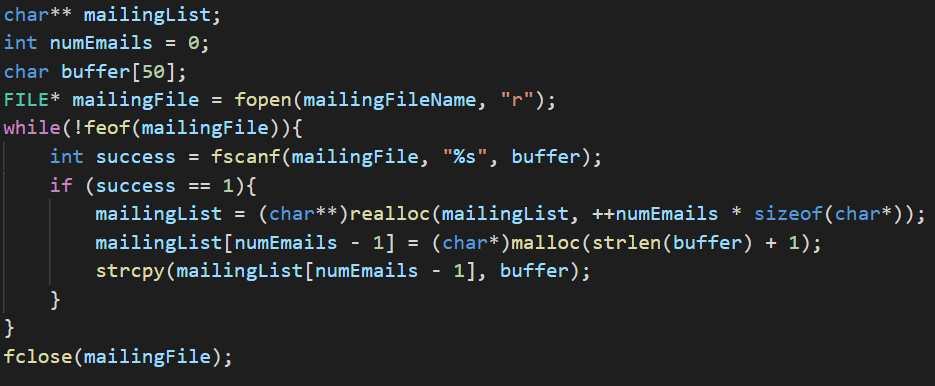 char** mailingList;
int numEmails = 0;
char buffer[50];
FILE* mailingFile = fopen(mailingFileName, "r");
while(!feof(mailingFile)){
    int success = fscanf(mailingFile, "%s", buffer);
    if (success == 1){
        mailingList = (char**)realloc(mailingList, ++numEmails * sizeof(char*));
        mailingList[numEmails - 1] = (char*)malloc(strlen(buffer) + 1);
        strcpy(mailingList[numEmails - 1], buffer);
    }
}
fclose(mailingFile);